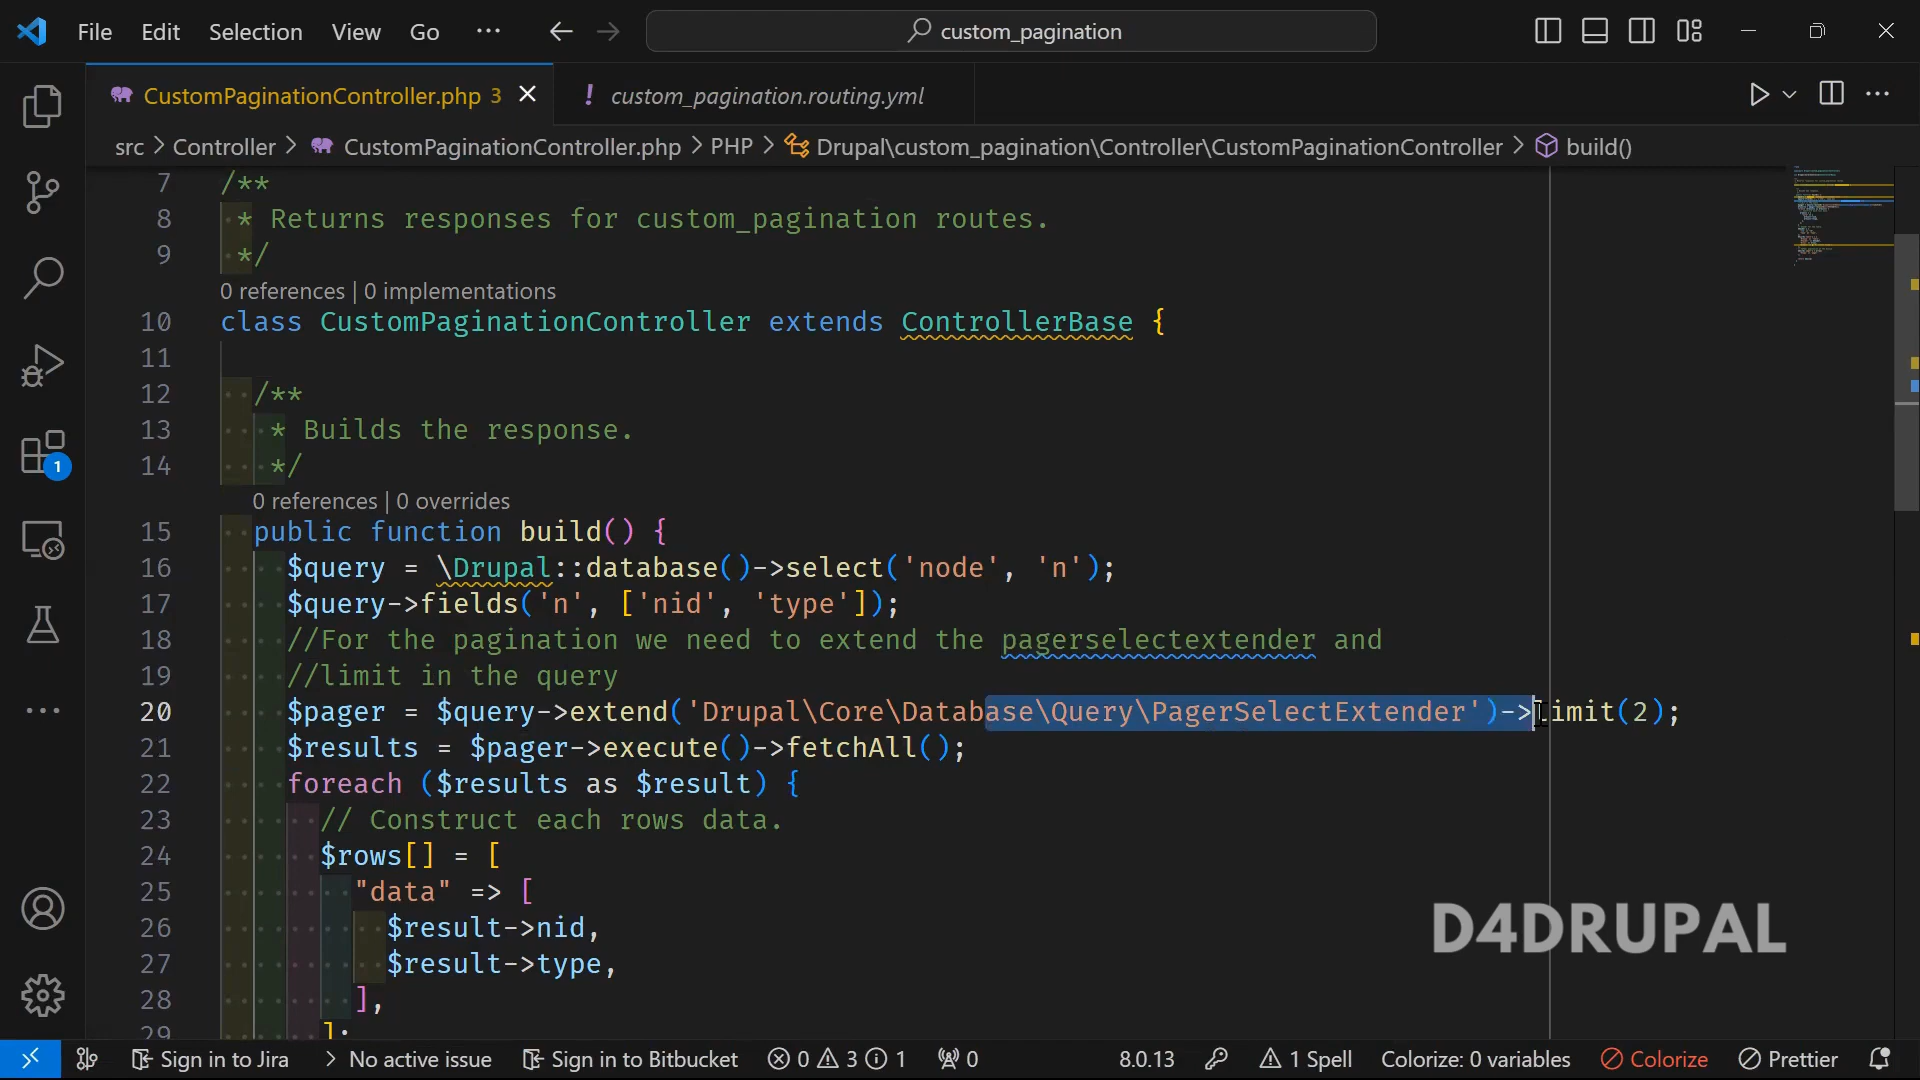 File Edit Selection View Go ··· custom_pagination
CustomPaginationController.php 3 custom_pagination.routing.yml
src > Controller > CustomPaginationController.php > PHP > Drupal\custom_pagination\Controller\CustomPaginationController > build()
7 /**
8 * Returns responses for custom_pagination routes.
9 */
0 references | 0 implementations
10 class CustomPaginationController extends ControllerBase {
11
12 /**
13 * Builds the response.
14 */
0 references | 0 overrides
15 public function build() {
16 $query = \Drupal::database()->select('node', 'n');
17 $query->fields('n', ['nid', 'type']);
18 //For the pagination we need to extend the pagerselectextender and
19 //limit in the query
20 $pager = $query->extend('Drupal\Core\Database\Query\PagerSelectExtender')->limit(2);
21 $results = $pager->execute()->fetchAll();
22 foreach ($results as $result) {
23 // Construct each rows data.
24 $rows[] = [
25 "data" => [
26 $result->nid,
27 $result->type,
28 ],
29 ];
1
D4DRUPAL
Sign in to Jira > No active issue Sign in to Bitbucket 0 3 1 0 8.0.13 1 Spell Colorize: 0 variables Colorize Prettier